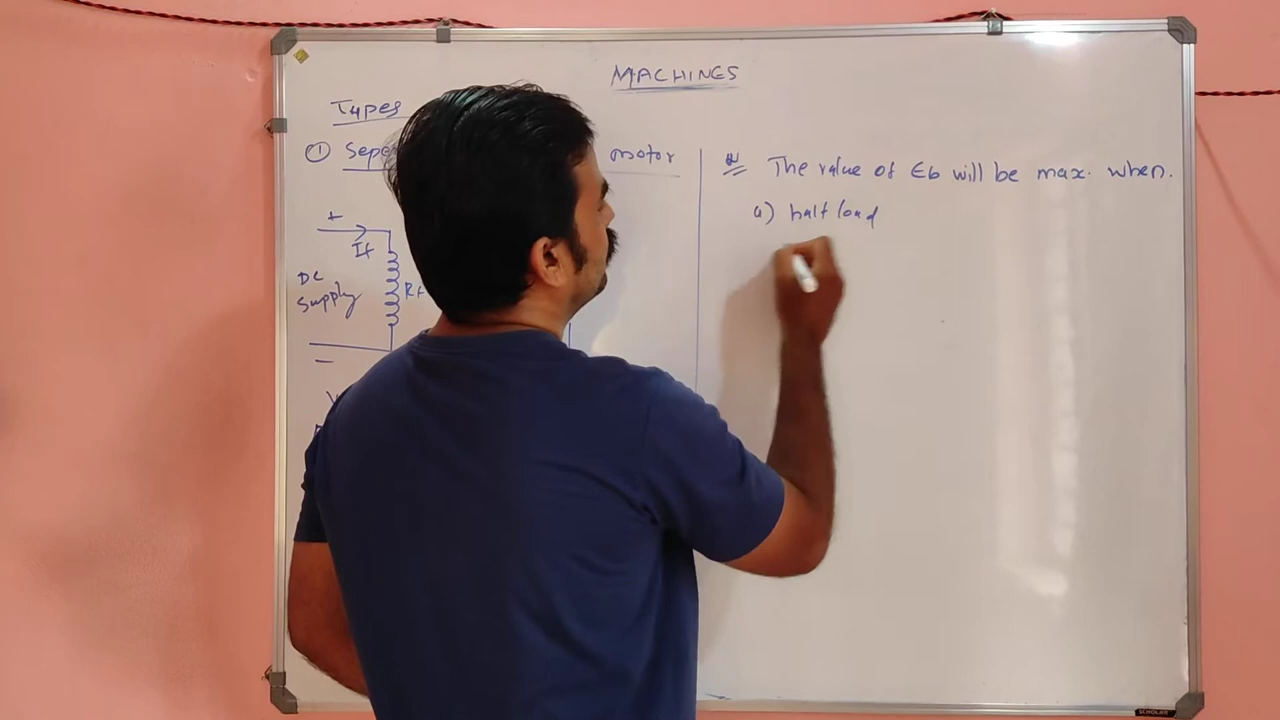 MACHINES
Types
① Sepe motor
+
If
DC
Supply
Rf
−
V
Q The value of Eb will be max. when.
a) half load
SCHOLAR